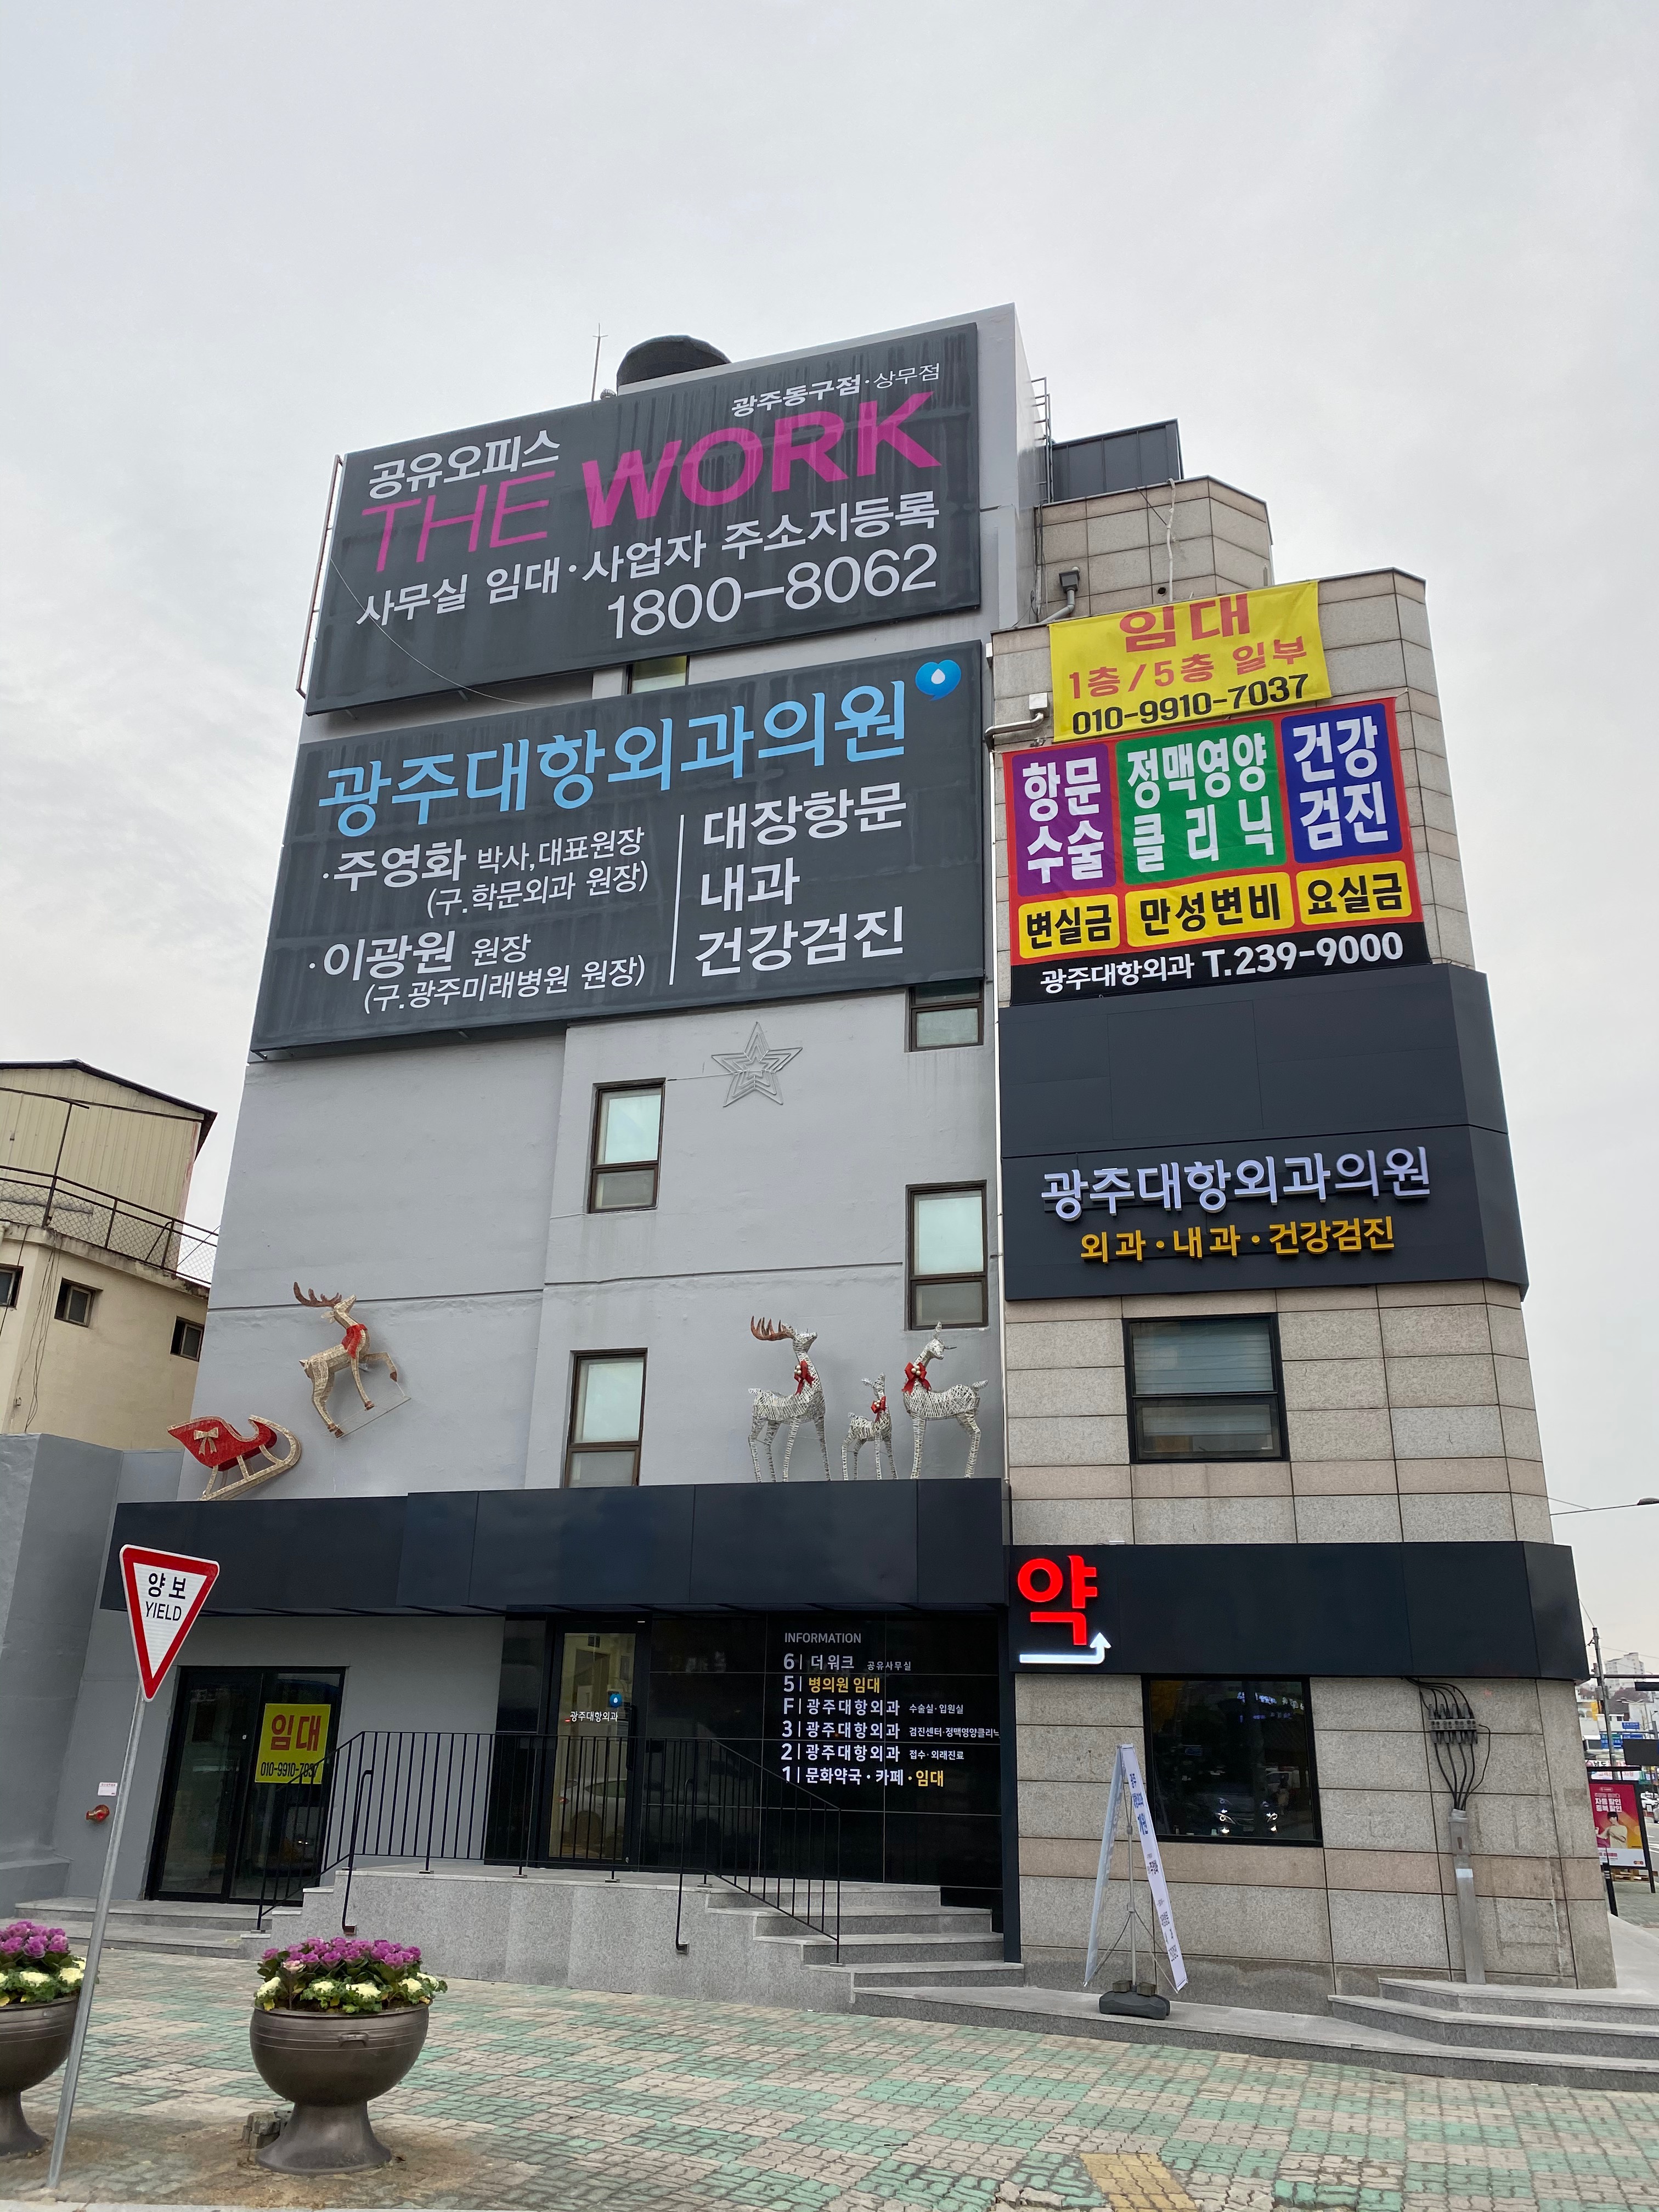 광주동구점·상무점
공유오피스
THE WORK
사무실 임대·사업자 주소지등록
1800-8062
광주대항외과의원
·주영화 박사,대표원장
(구.학문외과 원장)
·이광원 원장
(구.광주미래병원 원장)
대장항문
내과
건강검진
임대
1층/5층 일부
010-9910-7037
항문
수술
정맥영양
클리닉
건강
검진
변실금
만성변비
요실금
광주대항외과 T.239-9000
광주대항외과의원
외과·내과·건강검진
약
양보
YIELD
임대
010-9910-7037
광주대항외과
INFORMATION
6| 더워크 공유사무실
5| 병의원 임대
F| 광주대항외과 수술실·입원실
3| 광주대항외과 검진센터·정맥영양클리닉
2| 광주대항외과 접수·외래진료
1| 문화약국·카페·임대